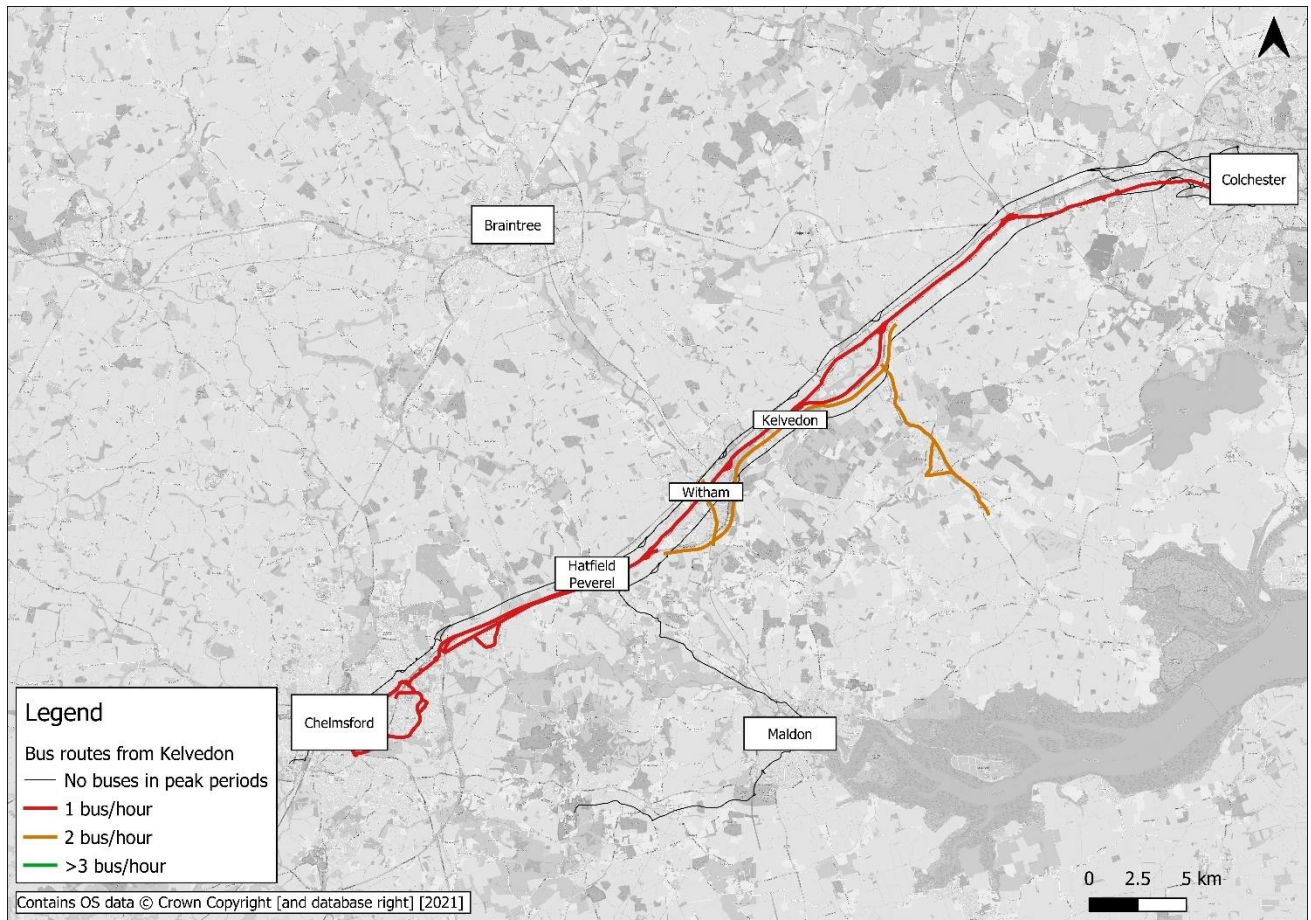 Colchester
Braintree
Kelvedon
Witham
Hatfield
Peverel
Chelmsford
Maldon
Legend
Bus routes from Kelvedon
No buses in peak periods
1 bus/hour
2 bus/hour
>3 bus/hour
0 2.5 5 km
Contains OS data © Crown Copyright [and database right] [2021]